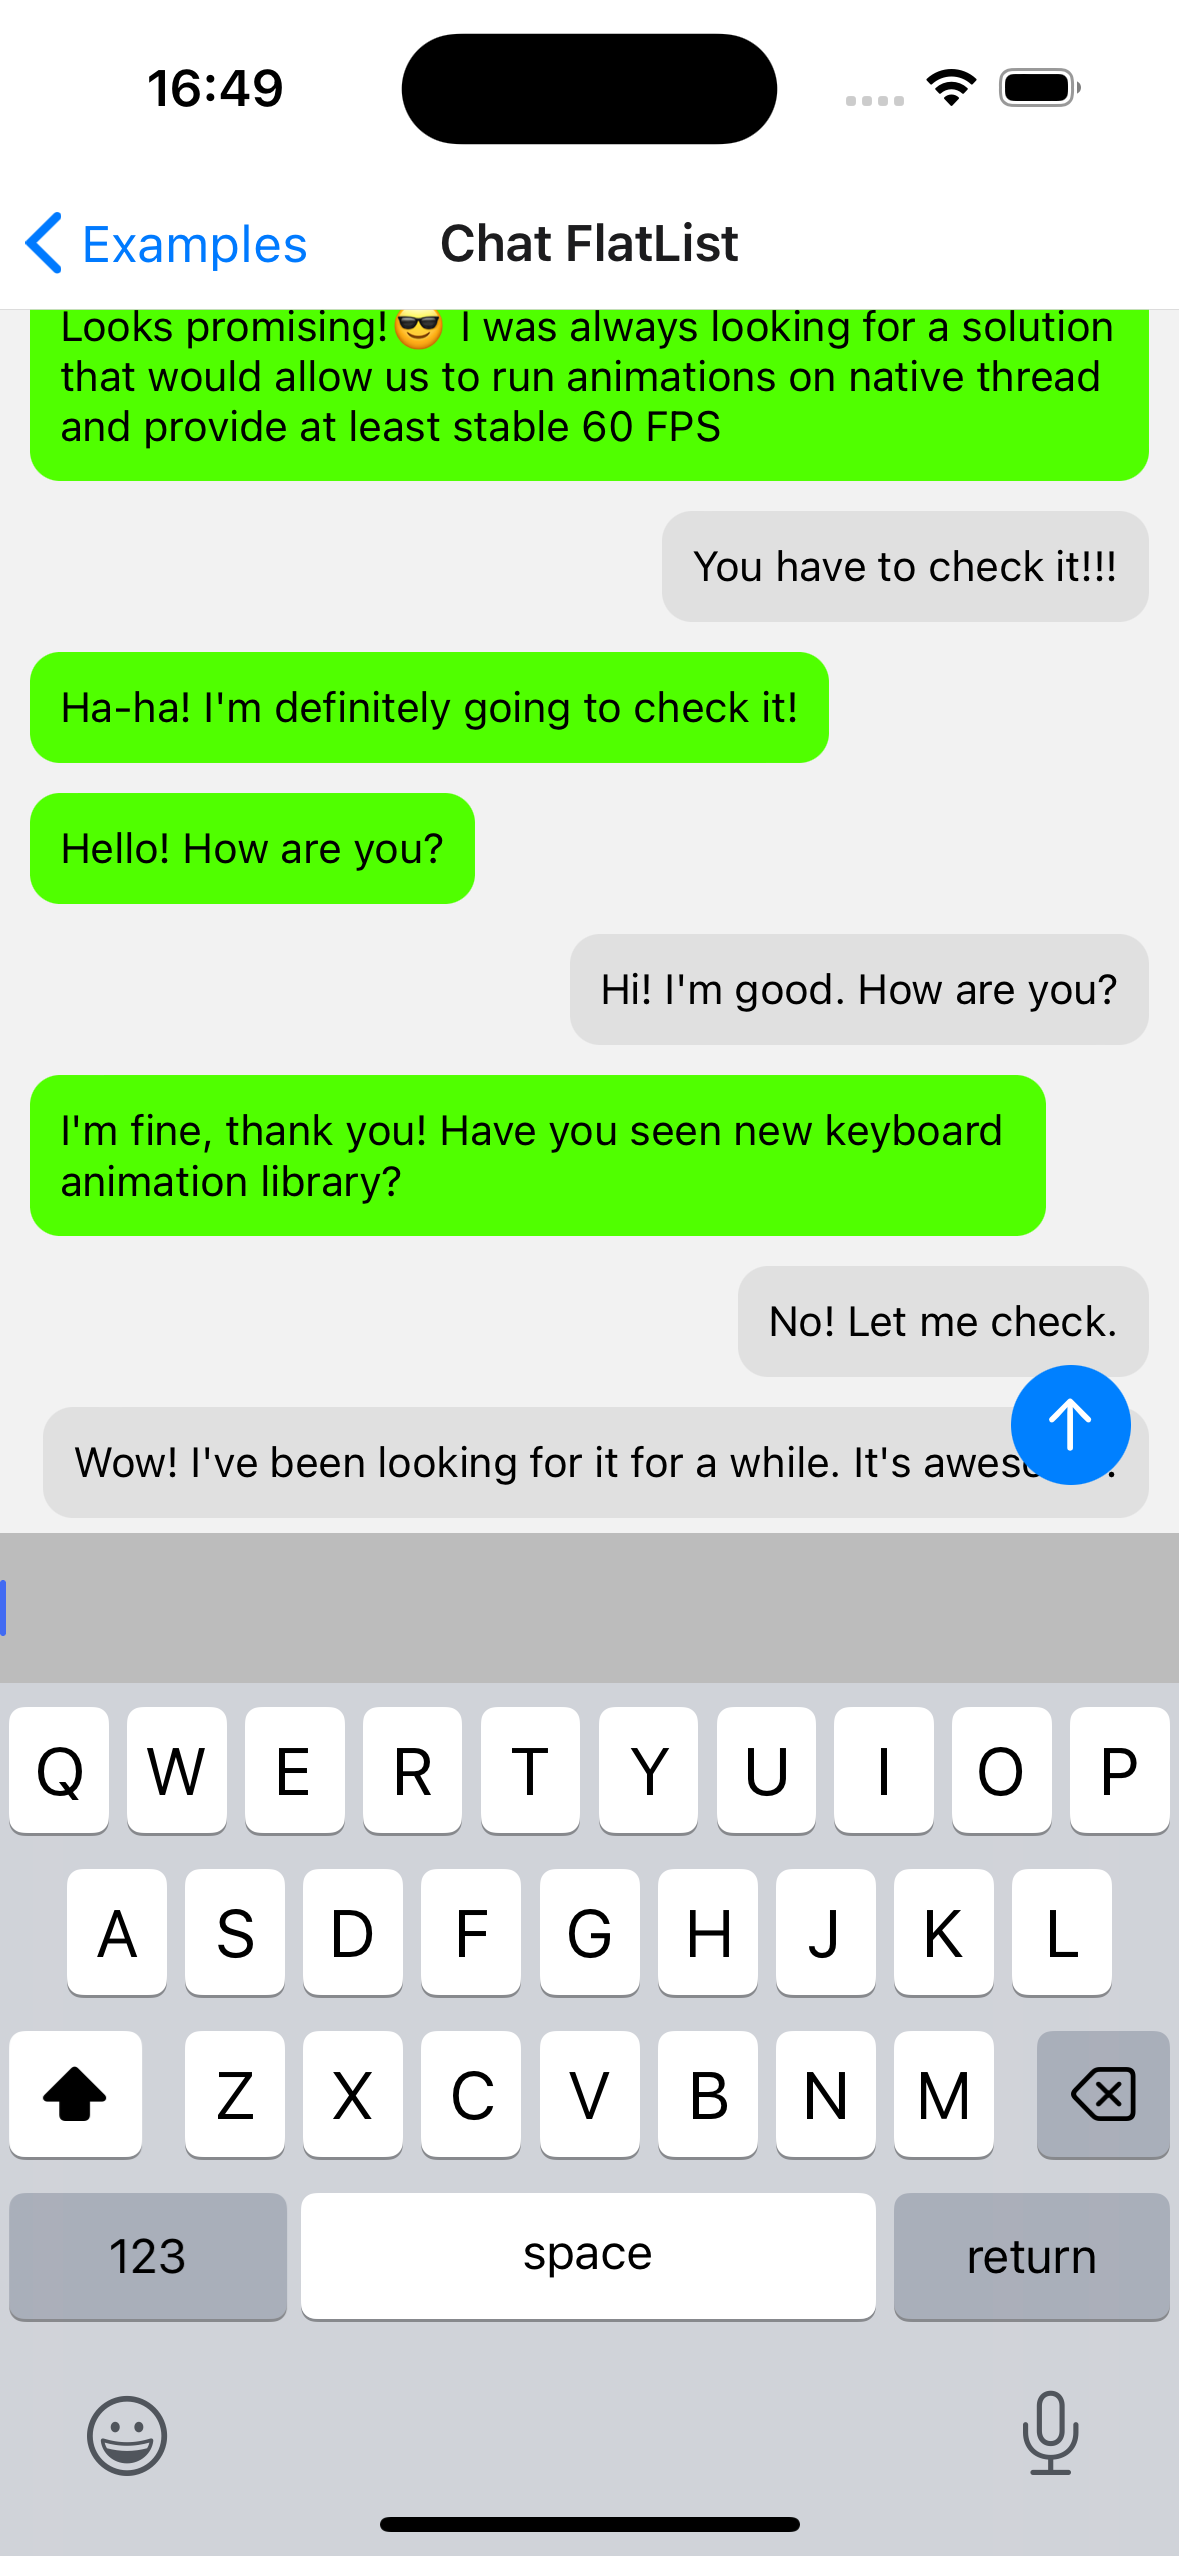 16:49
Examples
Chat FlatList
Looks promising!😎 I was always looking for a solution
that would allow us to run animations on native thread
and provide at least stable 60 FPS
You have to check it!!!
Ha-ha! I'm definitely going to check it!
Hello! How are you?
Hi! I'm good. How are you?
I'm fine, thank you! Have you seen new keyboard
animation library?
No! Let me check.
Wow! I've been looking for it for a while. It's
Q W E R T Y U I O P
A S D F G H J K L
Z X C V B N M
123 space return